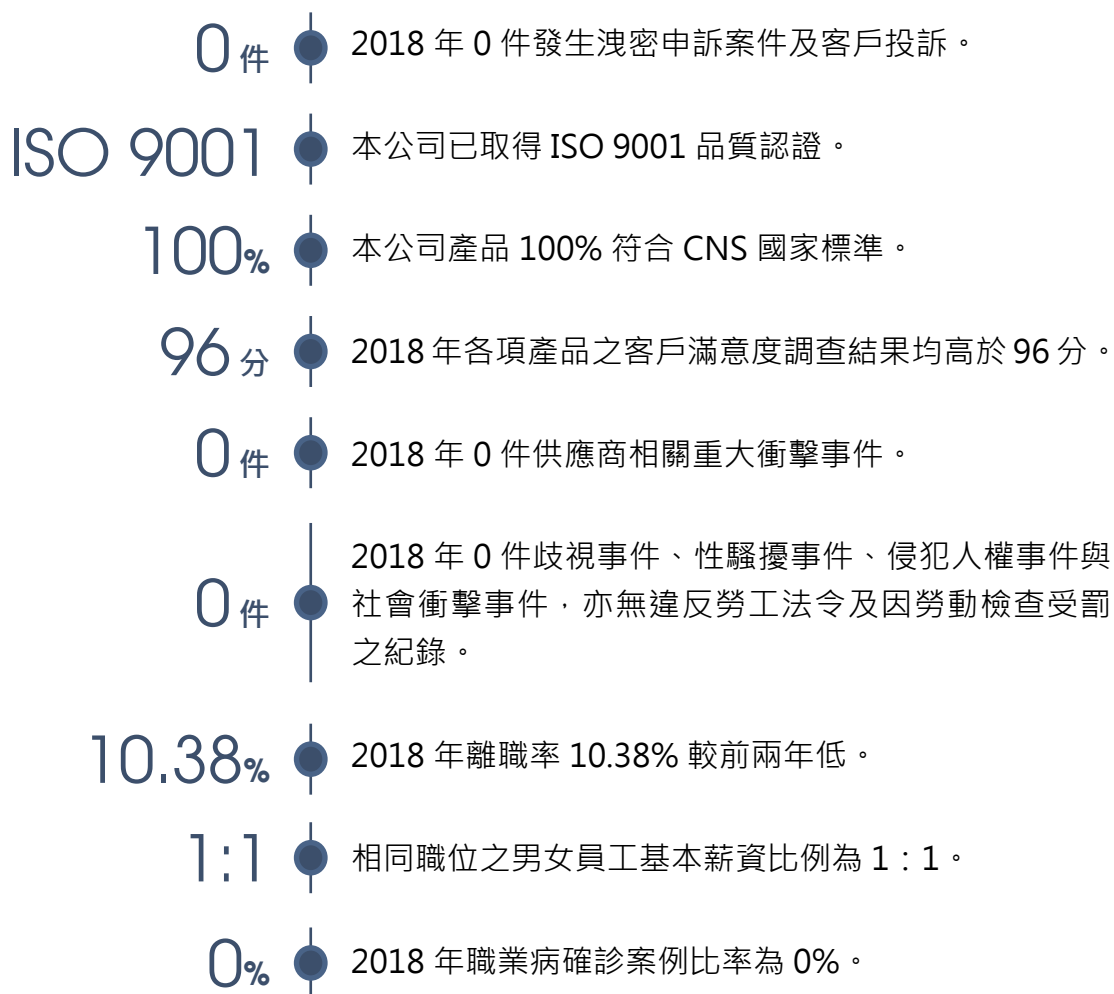 0 件
2018 年 0 件發生洩密申訴案件及客戶投訴。
ISO 9001
本公司已取得 ISO 9001 品質認證。
100%
本公司產品 100% 符合 CNS 國家標準。
96 分
2018 年各項產品之客戶滿意度調查結果均高於 96 分。
0 件
2018 年 0 件供應商相關重大衝擊事件。
0 件
2018 年 0 件歧視事件、性騷擾事件、侵犯人權事件與
社會衝擊事件，亦無違反勞工法令及因勞動檢查受罰
之紀錄。
10.38%
2018 年離職率 10.38% 較前兩年低。
1:1
相同職位之男女員工基本薪資比例為 1：1。
0%
2018 年職業病確診案例比率為 0%。